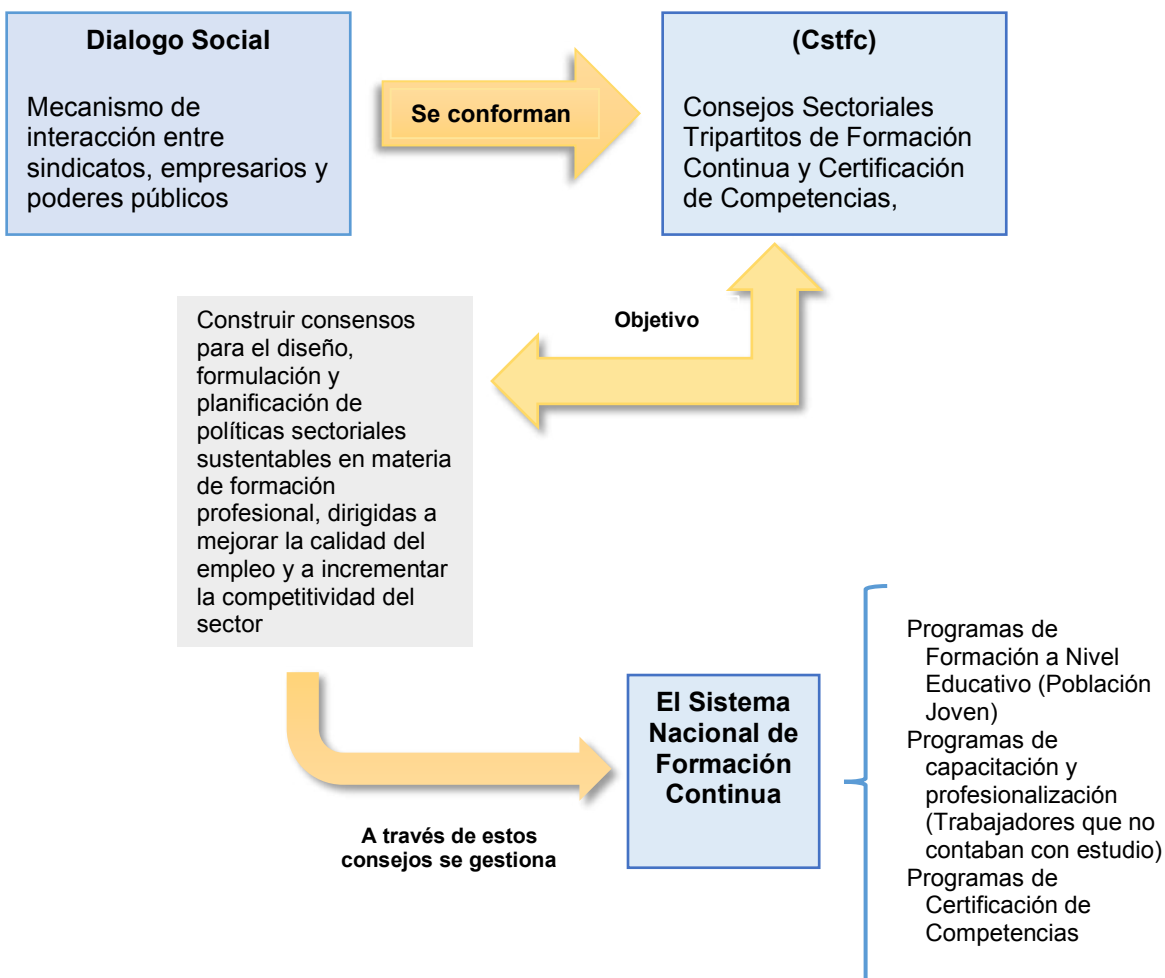 Dialogo Social
Mecanismo de
interacción entre
sindicatos, empresarios y
poderes públicos
Se conforman
(Cstfc)
Consejos Sectoriales
Tripartitos de Formación
Continua y Certificación
de Competencias,
Objetivo
Construir consensos
para el diseño,
formulación y
planificación de
políticas sectoriales
sustentables en materia
de formación
profesional, dirigidas a
mejorar la calidad del
empleo y a incrementar
la competitividad del
sector
A través de estos
consejos se gestiona
El Sistema
Nacional de
Formación
Continua
Programas de
Formación a Nivel
Educativo (Población
Joven)
Programas de
capacitación y
profesionalización
(Trabajadores que no
contaban con estudio)
Programas de
Certificación de
Competencias